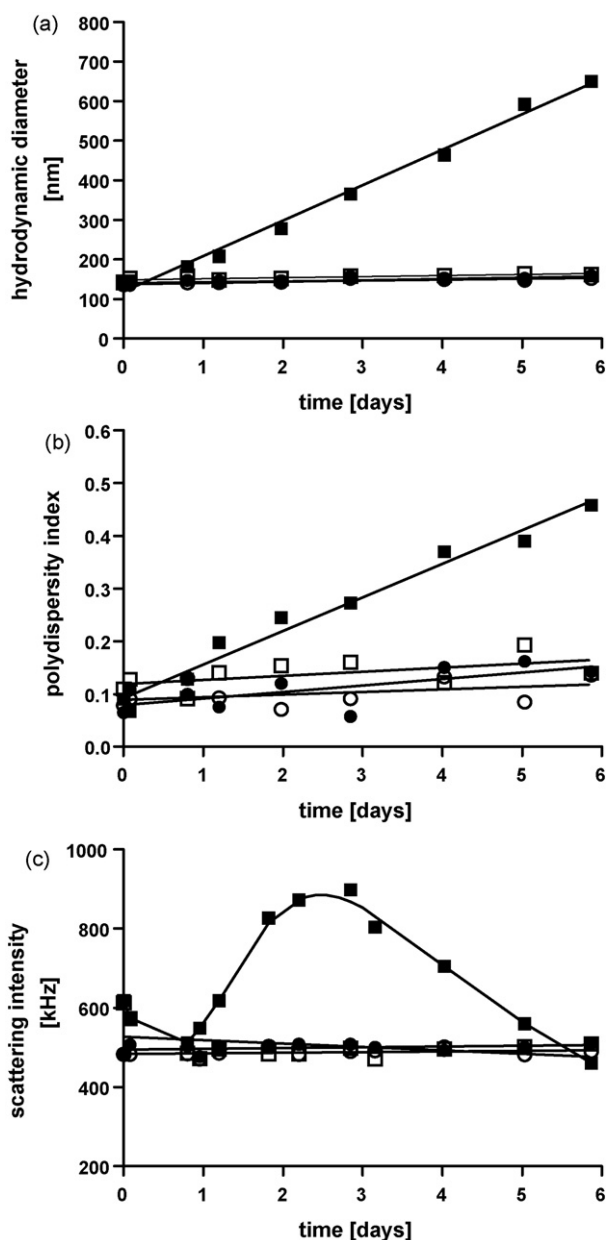 (a)
hydrodynamic diameter
[nm]
800
700
600
500
400
300
200
100
0
0 1 2 3 4 5 6
time [days]
(b)
polydispersity index
0.6
0.5
0.4
0.3
0.2
0.1
0.0
0 1 2 3 4 5 6
time [days]
(c)
scattering intensity
[kHz]
1000
800
600
400
200
0 1 2 3 4 5 6
time [days]